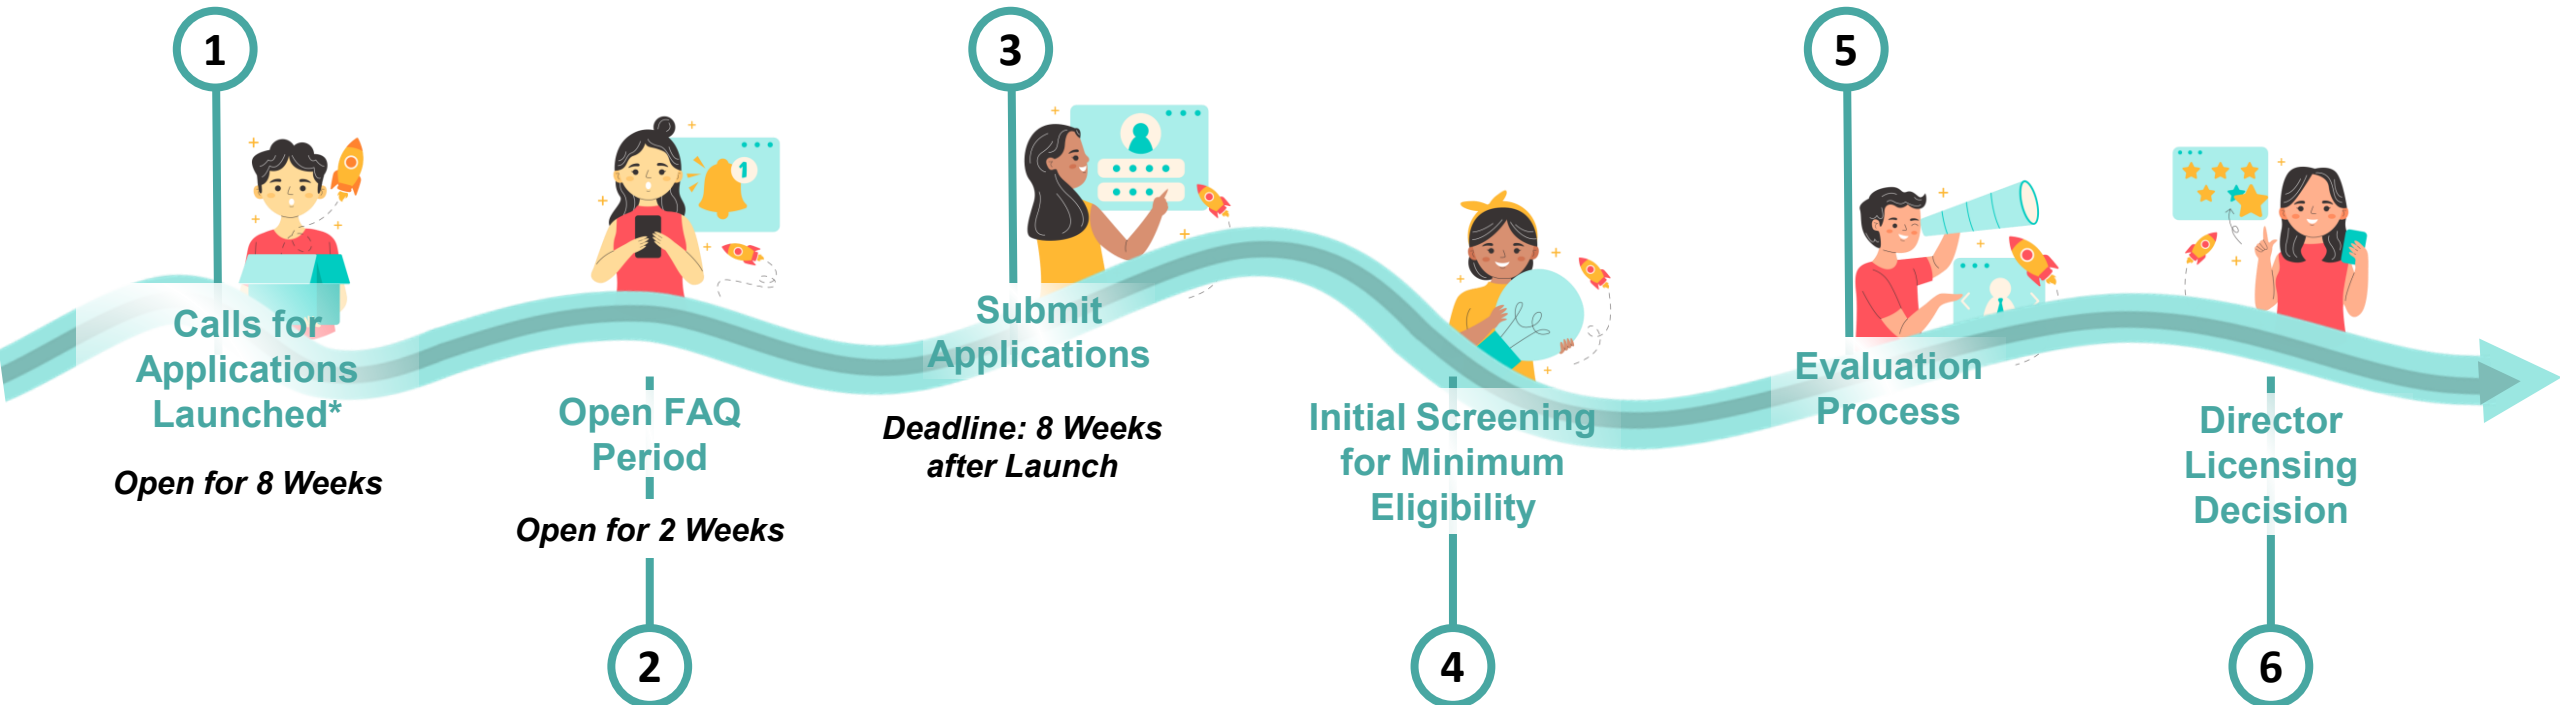 1
Calls for
Applications
Launched*
Open for 8 Weeks
2
Open FAQ
Period
Open for 2 Weeks
3
Submit
Applications
Deadline: 8 Weeks
after Launch
4
Initial Screening
for Minimum
Eligibility
5
Evaluation
Process
6
Director
Licensing
Decision
1